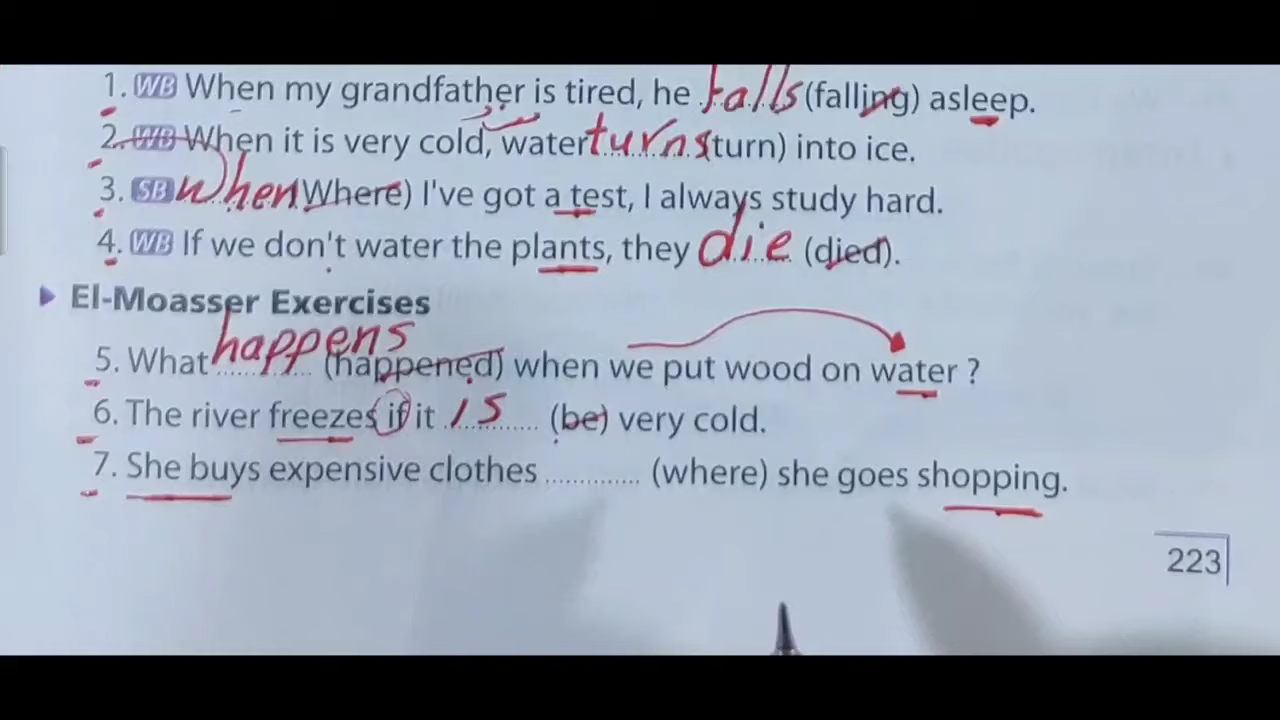 1. WB When my grandfather is tired, he falls (falling) asleep.
2. WB When it is very cold, water turns (turn) into ice.
3. SB When Where) I've got a test, I always study hard.
4. WB If we don't water the plants, they die (died).
El-Moasser Exercises
5. What happens (happened) when we put wood on water ?
6. The river freezes if it is (be) very cold.
7. She buys expensive clothes ............ (where) she goes shopping.
223